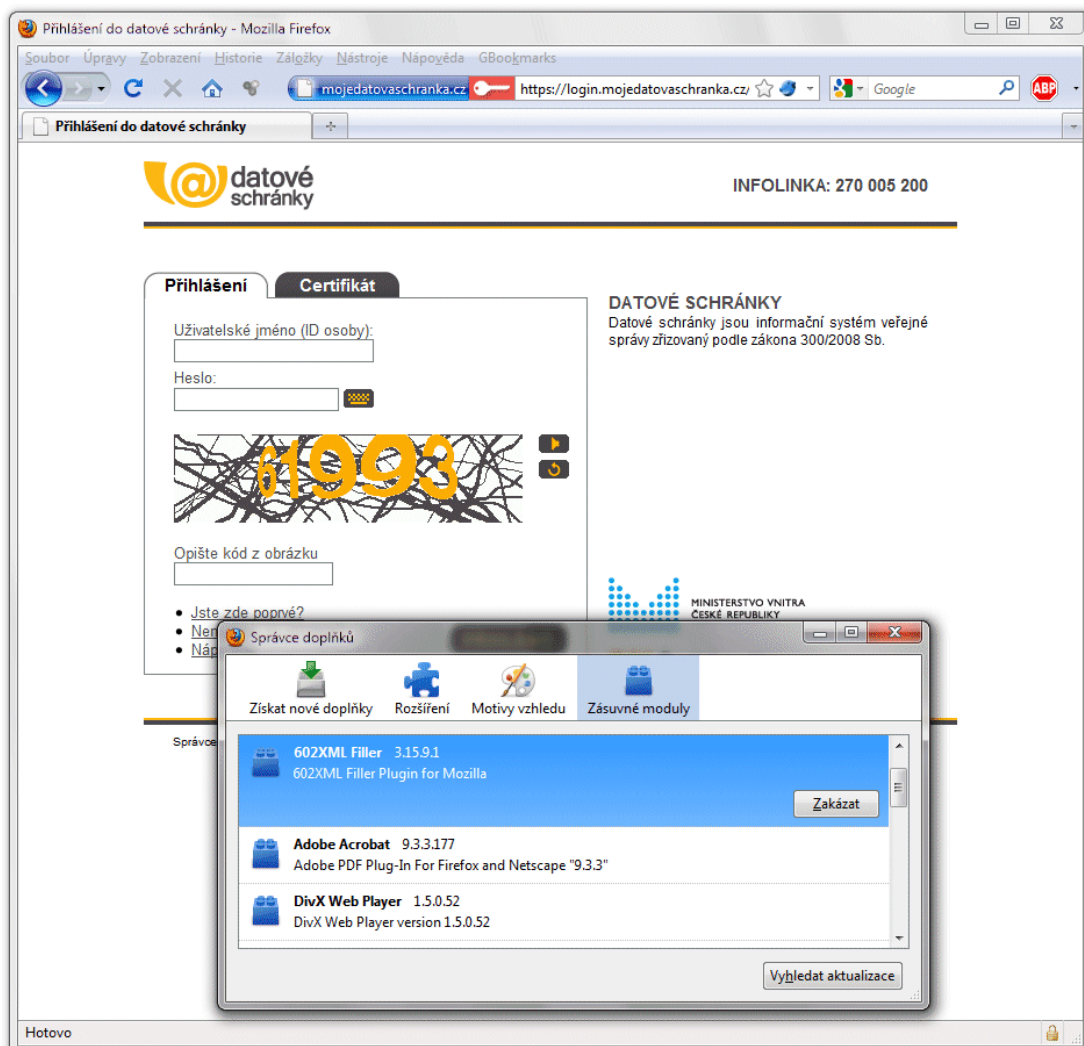 Přihlášení do datové schránky - Mozilla Firefox
Soubor Úpravy Zobrazení Historie Záložky Nástroje Nápověda GBookmarks
mojedatovaschranka.cz https://login.mojedatovaschranka.cz/ Google ABP
Přihlášení do datové schránky
datové
schránky
INFOLINKA: 270 005 200
Přihlášení Certifikát
Uživatelské jméno (ID osoby):
Heslo:
61993
Opište kód z obrázku
Jste zde poprvé?
DATOVÉ SCHRÁNKY
Datové schránky jsou informační systém veřejné
správy zřizovaný podle zákona 300/2008 Sb.
MINISTERSTVO VNITRA
ČESKÉ REPUBLIKY
Správce
Správce doplňků
Získat nové doplňky Rozšíření Motivy vzhledu Zásuvné moduly
602XML Filler 3.15.9.1
602XML Filler Plugin for Mozilla
Zakázat
Adobe Acrobat 9.3.3.177
Adobe PDF Plug-In For Firefox and Netscape "9.3.3"
DivX Web Player 1.5.0.52
DivX Web Player version 1.5.0.52
Vyhledat aktualizace
Hotovo